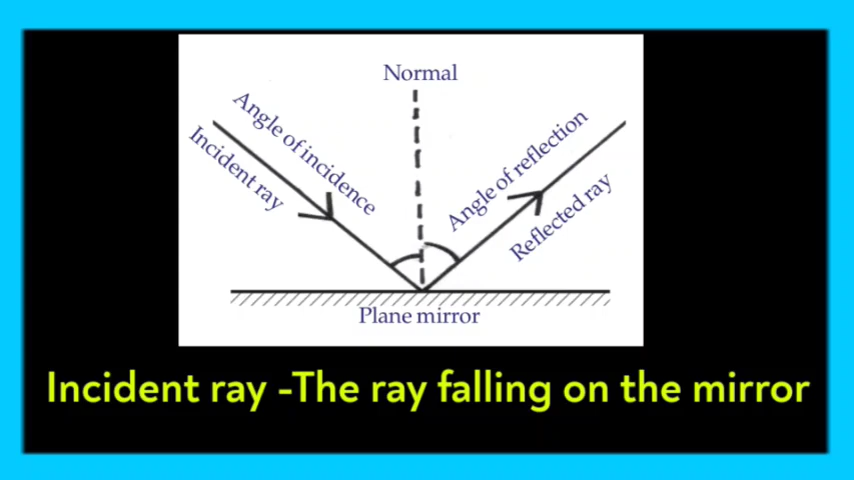 Normal
Angle of incidence
Incident ray
Angle of reflection
Reflected ray
Plane mirror
Incident ray -The ray falling on the mirror